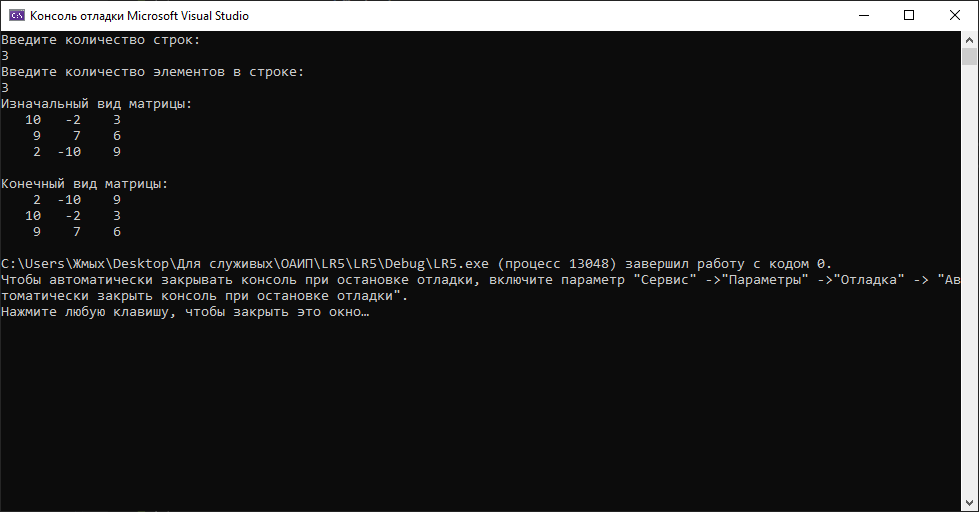 Консоль отладки Microsoft Visual Studio
Введите количество строк:
3
Введите количество элементов в строке:
3
Изначальный вид матрицы:
10 -2 3
9 7 6
2 -10 9
Конечный вид матрицы:
2 -10 9
10 -2 3
9 7 6
C:\Users\Жмых\Desktop\Для служивых\ОАИП\LR5\LR5\Debug\LR5.exe (процесс 13048) завершил работу с кодом 0.
Чтобы автоматически закрывать консоль при остановке отладки, включите параметр "Сервис" ->"Параметры" ->"Отладка" -> "Ав
томатически закрыть консоль при остановке отладки".
Нажмите любую клавишу, чтобы закрыть это окно…